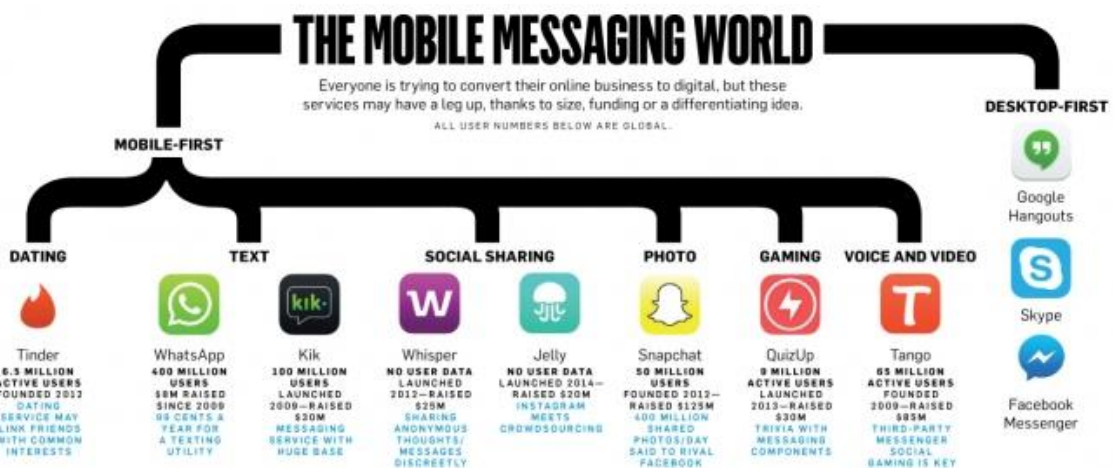 THE MOBILE MESSAGING WORLD
Everyone is trying to convert their online business to digital, but these
services may have a leg up, thanks to size, funding or a differentiating idea.
ALL USER NUMBERS BELOW ARE GLOBAL.
MOBILE-FIRST
DATING
Tinder
6.5 MILLION
ACTIVE USERS
FOUNDED 2012
DATING
SERVICE MAY
LINK FRIENDS
WITH COMMON
INTERESTS
TEXT
WhatsApp
400 MILLION
USERS
$8M RAISED
SINCE 2009
99 CENTS A
YEAR FOR
A TEXTING
UTILITY
kik.
Kik
100 MILLION
USERS
LAUNCHED
2009—RAISED
$30M
MESSAGING
SERVICE WITH
HUGE BASE
SOCIAL SHARING
W
Whisper
NO USER DATA
LAUNCHED
2012—RAISED
$25M
SHARING
ANONYMOUS
THOUGHTS/
MESSAGES
DISCREETLY
Jelly
NO USER DATA
LAUNCHED 2014—
RAISED $20M
INSTAGRAM
MEETS
CROWDSOURCING
PHOTO
Snapchat
50 MILLION
USERS
FOUNDED 2012—
RAISED $125M
400 MILLION
SHARED
PHOTOS/DAY
SAID TO RIVAL
FACEBOOK
GAMING
QuizUp
9 MILLION
ACTIVE USERS
LAUNCHED
2013—RAISED
$30M
TRIVIA WITH
MESSAGING
COMPONENTS
VOICE AND VIDEO
T
Tango
65 MILLION
ACTIVE USERS
FOUNDED
2009—RAISED
$85M
THIRD-PARTY
MESSENGER
SOCIAL
GAMING IS KEY
DESKTOP-FIRST
Google
Hangouts
S
Skype
Facebook
Messenger